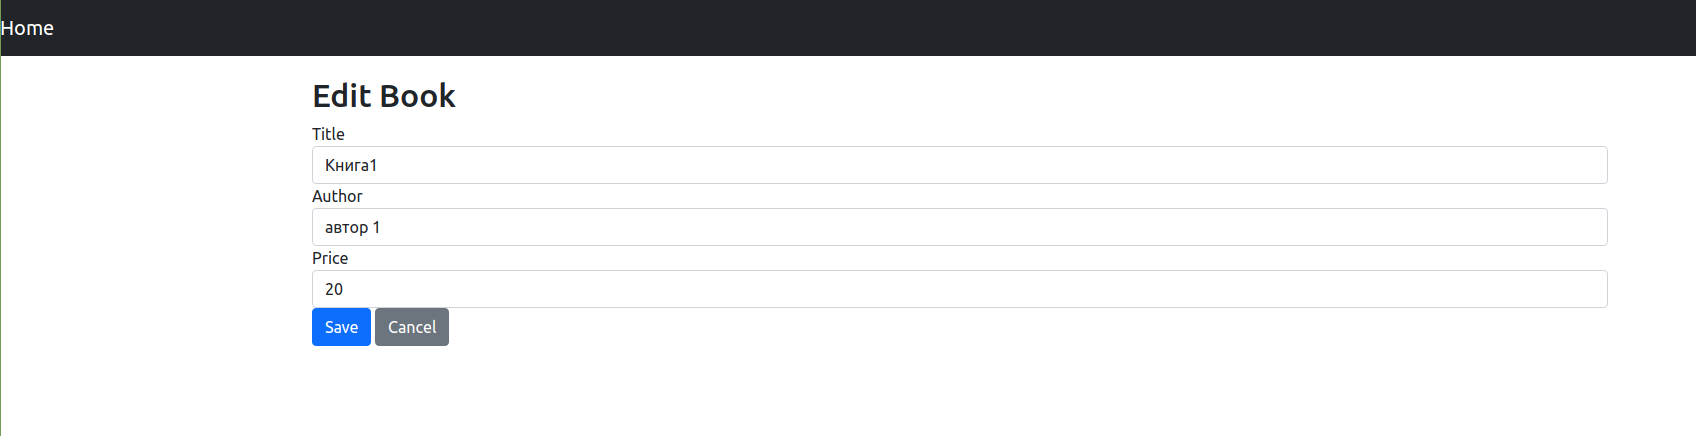 Home
Edit Book
Title
Книга1
Author
автор 1
Price
20
Save Cancel